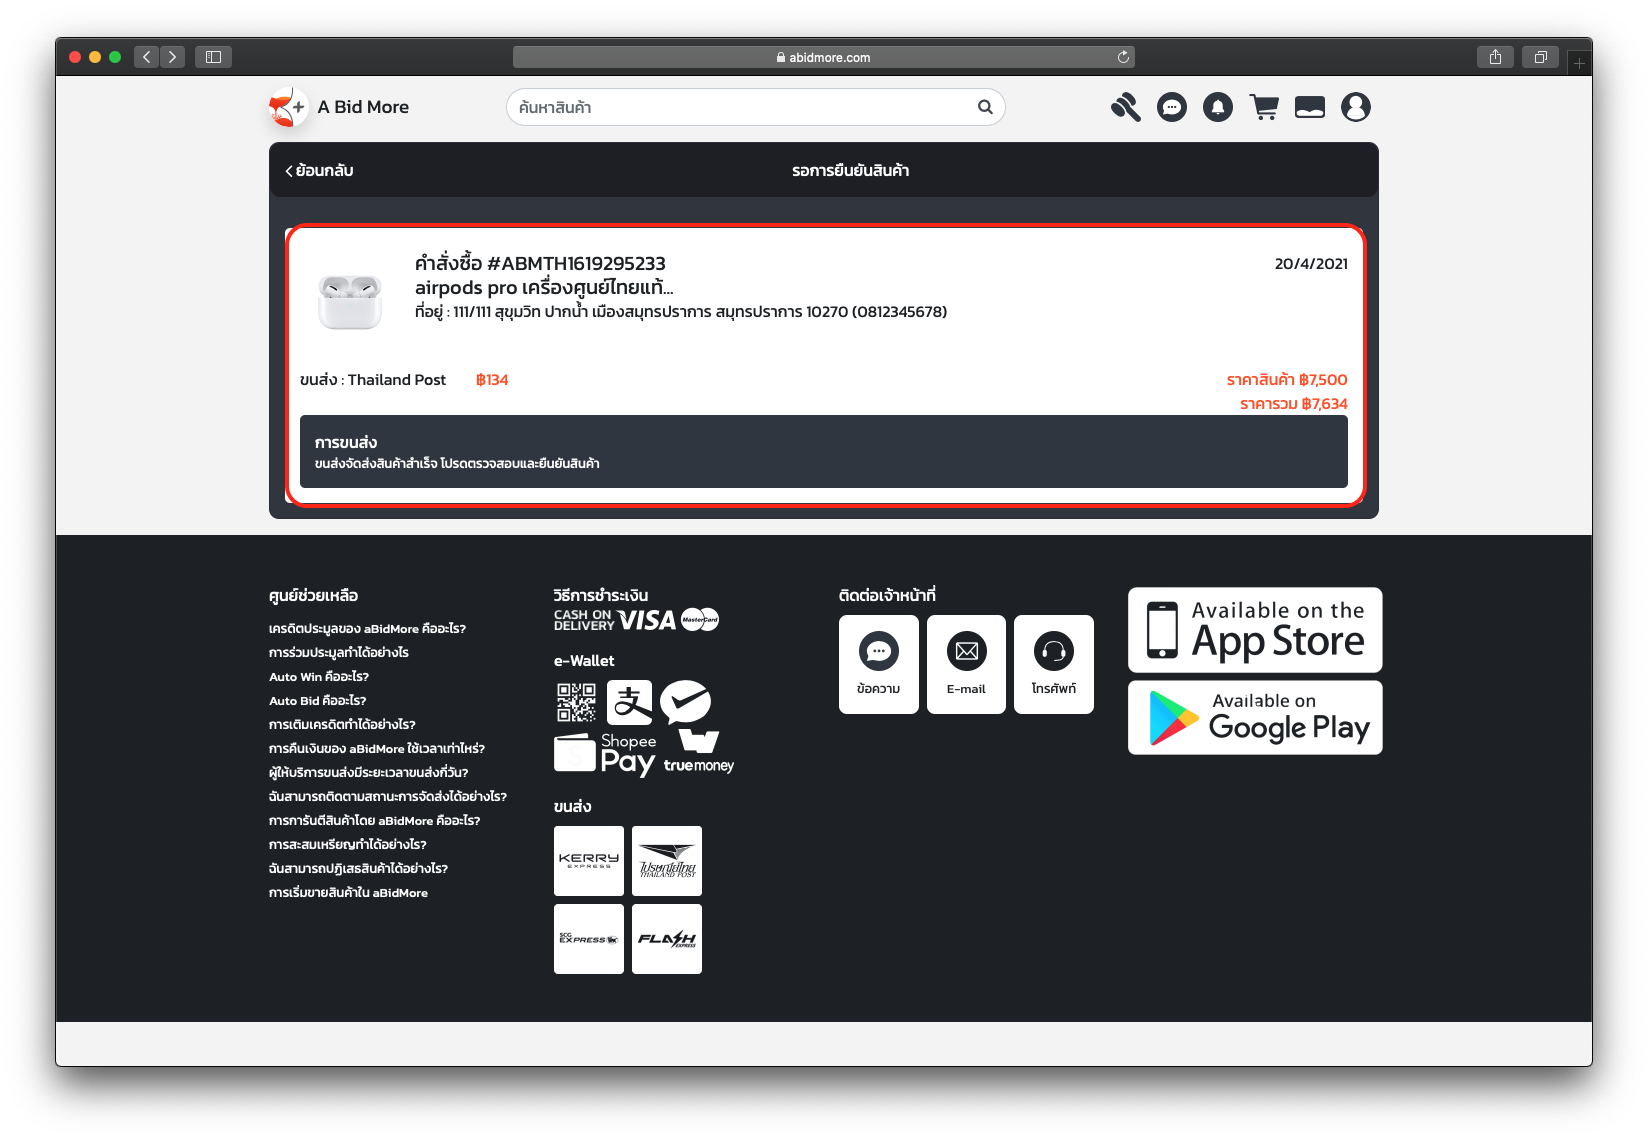 abidmore.com
A Bid More
ค้นหาสินค้า
ย้อนกลับ
รอการยืนยันสินค้า
คำสั่งซื้อ #ABMTH1619295233
20/4/2021
airpods pro เครื่องศูนย์ไทยแท้...
ที่อยู่ : 111/111 สุขุมวิท ปากน้ำ เมืองสมุทรปราการ สมุทรปราการ 10270 (0812345678)
ขนส่ง : Thailand Post ฿134
ราคาสินค้า ฿7,500
ราคารวม ฿7,634
การขนส่ง
ขนส่งจัดส่งสินค้าสำเร็จ โปรดตรวจสอบและยืนยันสินค้า
ศูนย์ช่วยเหลือ
เครดิตประมูลของ aBidMore คืออะไร?
การร่วมประมูลทำได้อย่างไร
Auto Win คืออะไร?
Auto Bid คืออะไร?
การเติมเครดิตทำได้อย่างไร?
การคืนเงินของ aBidMore ใช้เวลาเท่าไหร่?
ผู้ให้บริการขนส่งมีระยะเวลาขนส่งกี่วัน?
ฉันสามารถติดตามสถานะการจัดส่งได้อย่างไร?
การการันตีสินค้าโดย aBidMore คืออะไร?
การสะสมเหรียญทำได้อย่างไร?
ฉันสามารถปฏิเสธสินค้าได้อย่างไร?
การเริ่มขายสินค้าใน aBidMore
วิธีการชำระเงิน
CASH ON
DELIVERY
VISA
MasterCard
e-Wallet
支
Shopee
Pay
truemoney
ขนส่ง
KERRY
EXPRESS
ไปรษณีย์ไทย
THAILAND POST
SCG
EXPRESS
FLASH
EXPRESS
ติดต่อเจ้าหน้าที่
ข้อความ
E-mail
โทรศัพท์
Available on the
App Store
Available on
Google Play